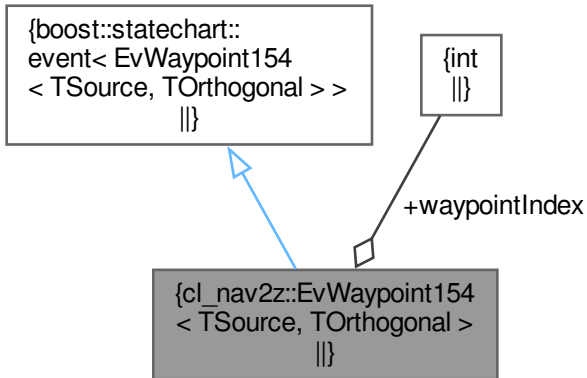 {boost::statechart::
event< EvWaypoint154
< TSource, TOrthogonal > >
||}
{int
||}
+waypointIndex
{cl_nav2z::EvWaypoint154
< TSource, TOrthogonal >
||}